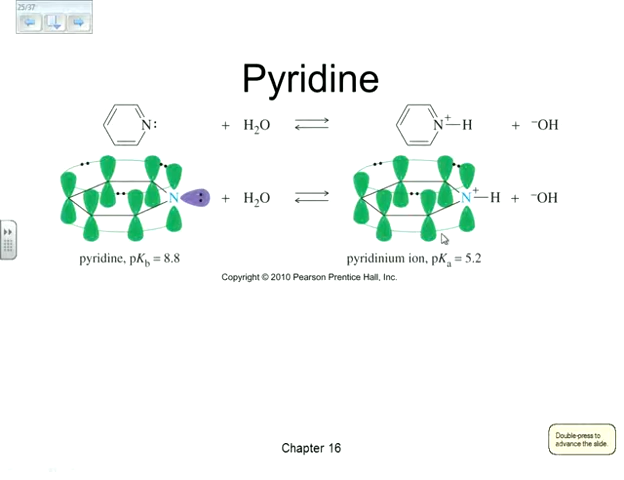 25/37
Pyridine
N: + H₂O ⇌ N⁺—H + ⁻OH
N : + H₂O ⇌ N⁺—H + ⁻OH
pyridine, pKb = 8.8 pyridinium ion, pKa = 5.2
Copyright © 2010 Pearson Prentice Hall, Inc.
Chapter 16
Double-press to
advance the slide.